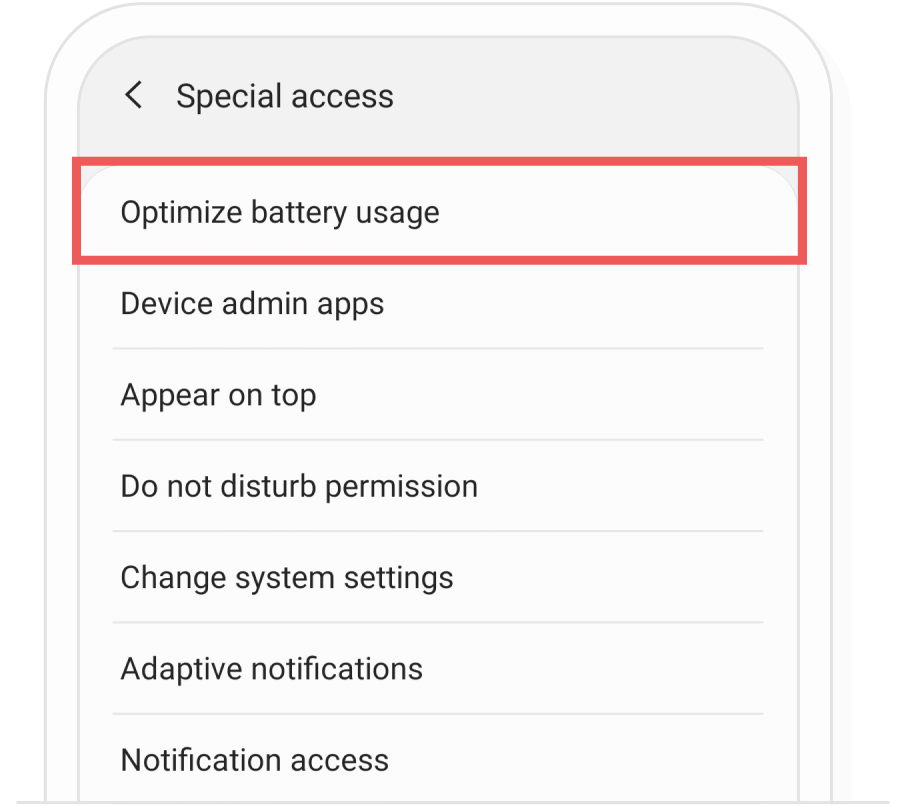 Special access
Optimize battery usage
Device admin apps
Appear on top
Do not disturb permission
Change system settings
Adaptive notifications
Notification access